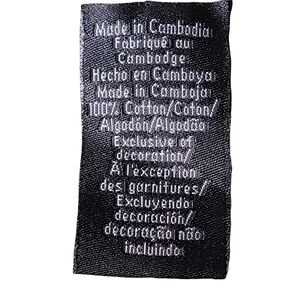 Made in Cambodia
Fabriqué au
Cambodge
Hecho en Camboya
Made in Camboja
100% Cotton/Coton/
Algodón/Algodão
Exclusive of
decoration/
À l'exception
des garnitures/
Excluyendo
decoración/
decoração não
incluindo